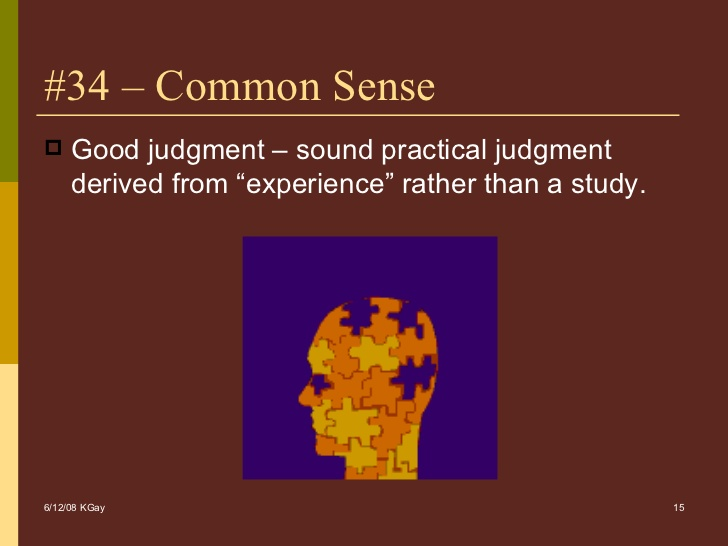 #34 – Common Sense
Good judgment – sound practical judgment
derived from “experience” rather than a study.
6/12/08 KGay
15